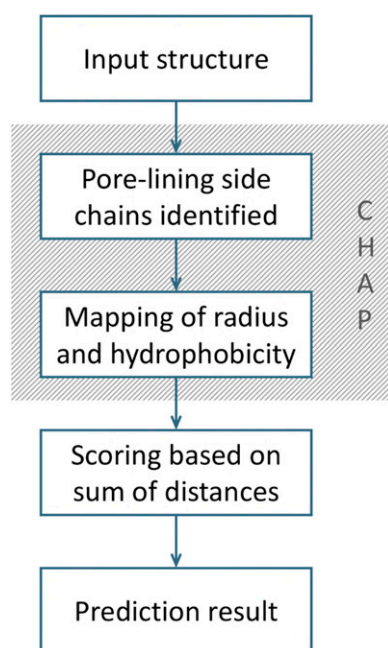 Input structure
Pore-lining side
chains identified
C
H
A
P
Mapping of radius
and hydrophobicity
Scoring based on
sum of distances
Prediction result